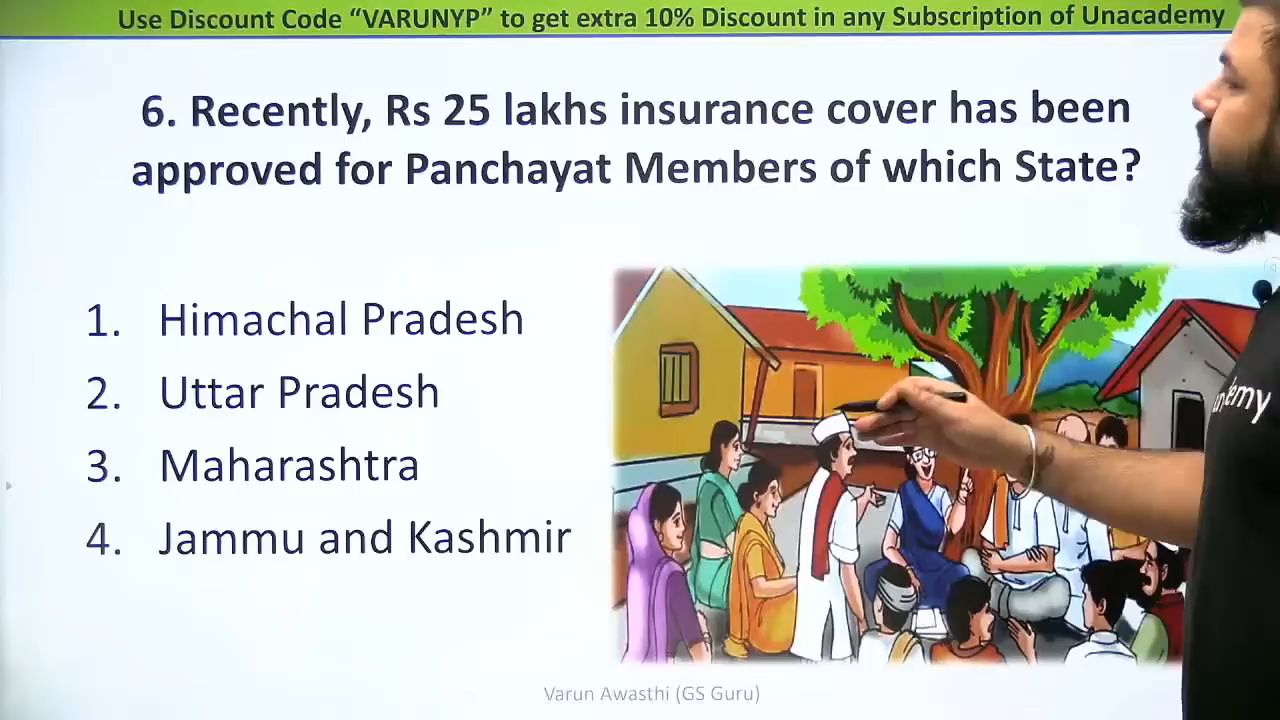 Use Discount Code “VARUNYP” to get extra 10% Discount in any Subscription of Unacademy
6. Recently, Rs 25 lakhs insurance cover has been
approved for Panchayat Members of which State?
1. Himachal Pradesh
2. Uttar Pradesh
3. Maharashtra
4. Jammu and Kashmir
Varun Awasthi (GS Guru)